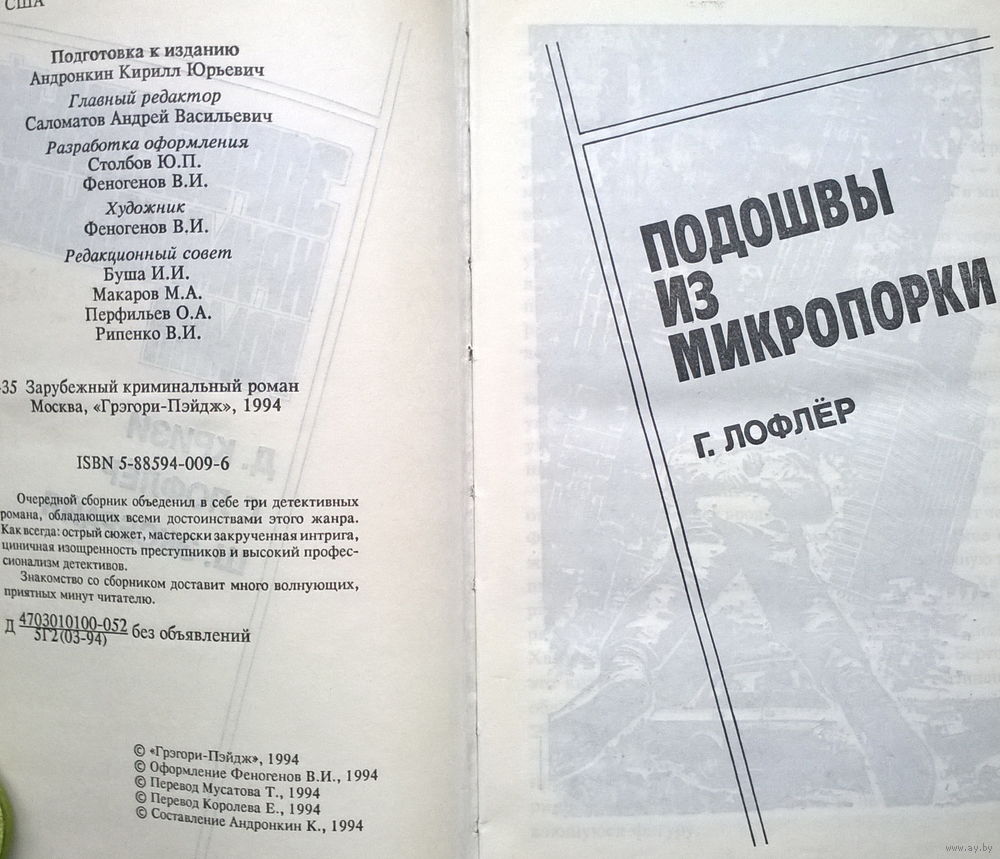 США
Подготовка к изданию
Андронкин Кирилл Юрьевич
Главный редактор
Саломатов Андрей Васильевич
Разработка оформления
Столбов Ю.П.
Феногенов В.И.
Художник
Феногенов В.И.
Редакционный совет
Буша И.И.
Макаров М.А.
Перфильев О.А.
Рипенко В.И.
-35 Зарубежный криминальный роман
Москва, «Грэгори-Пэйдж», 1994
ISBN 5-88594-009-6
Очередной сборник объеденил в себе три детективных
романа, обладающих всеми достоинствами этого жанра.
Как всегда: острый сюжет, мастерски закрученная интрига,
циничная изощренность преступников и высокий профес-
сионализм детективов.
Знакомство со сборником доставит много волнующих,
приятных минут читателю.
Д 4703010100-052 без объявлений
5Г2(03-94)
© «Грэгори-Пэйдж», 1994
© Оформление Феногенов В.И., 1994
© Перевод Мусатова Т., 1994
© Перевод Королева Е., 1994
© Составление Андронкин К., 1994
ПОДОШВЫ
ИЗ
МИКРОПОРКИ
Г. ЛОФЛЁР
www.ay.by